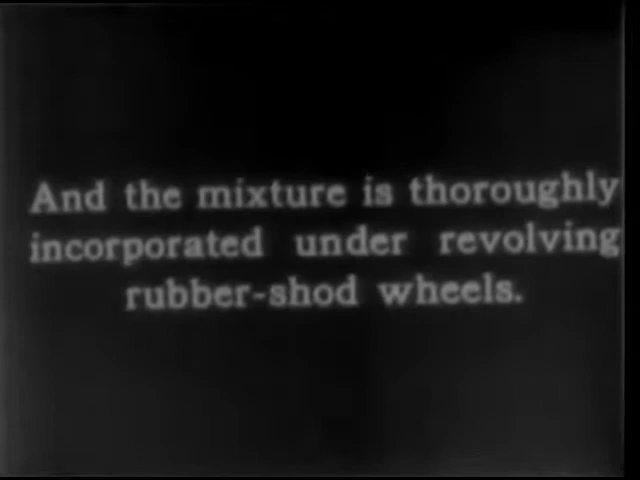 And the mixture is thoroughly
incorporated under revolving
rubber-shod wheels.